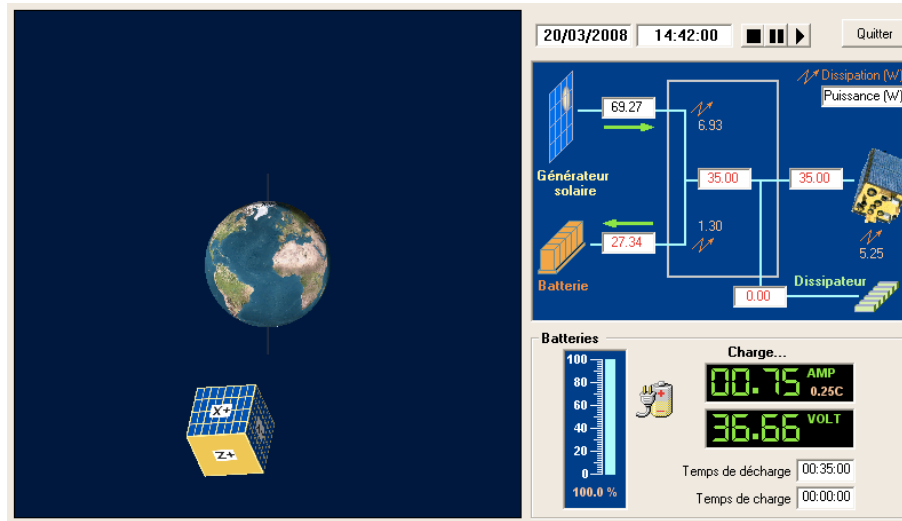 20/03/2008 14:42:00 Quitter
Dissipation (W)
Puissance (W)
69.27
6.93
Générateur
solaire
35.00 35.00
1.30
27.34
5.25
Batterie
Dissipateur
0.00
X+
Z+
Batteries
100
80
60
40
20
0
100.0 %
Charge...
00.75 AMP
0.25C
36.66 VOLT
Temps de décharge 00:35:00
Temps de charge 00:00:00